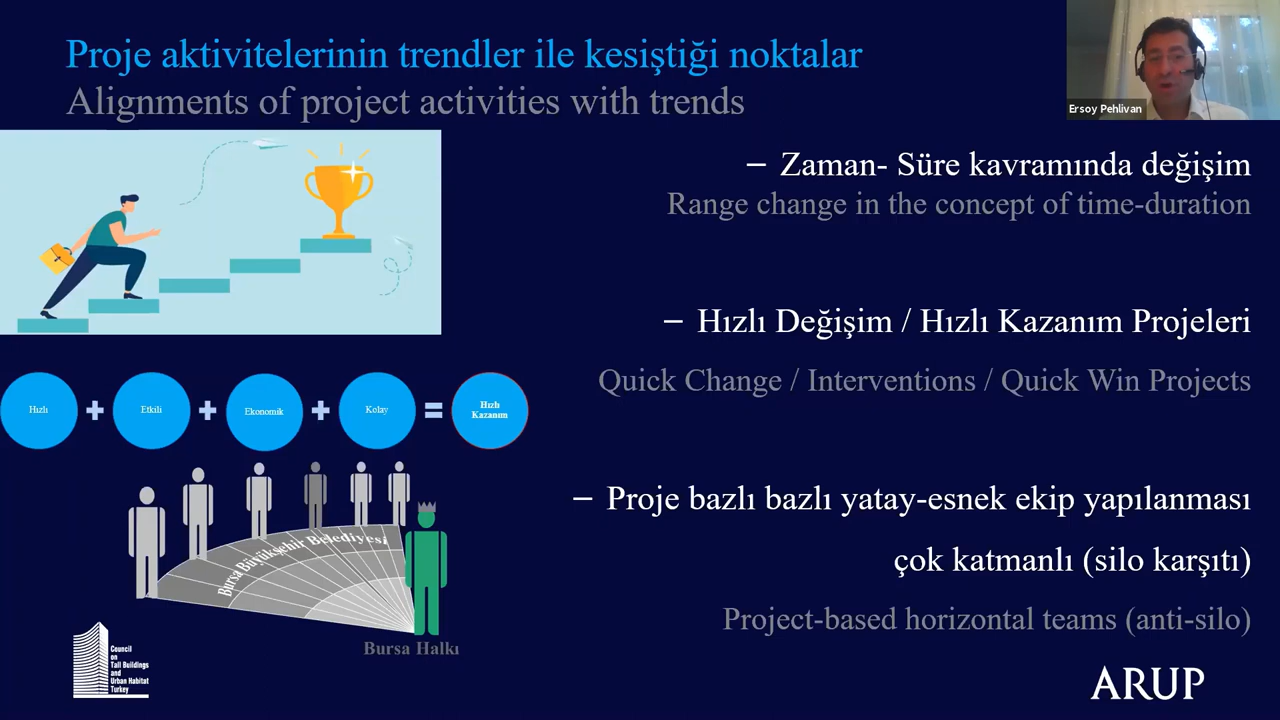 Proje aktivitelerinin trendler ile kesiştiği noktalar
Alignments of project activities with trends
Ersoy Pehlivan
– Zaman- Süre kavramında değişim
Range change in the concept of time-duration
– Hızlı Değişim / Hızlı Kazanım Projeleri
Quick Change / Interventions / Quick Win Projects
Hızlı + Etkili + Ekonomik + Kolay = Hızlı
Kazanım
– Proje bazlı bazlı yatay-esnek ekip yapılanması
çok katmanlı (silo karşıtı)
Project-based horizontal teams (anti-silo)
Bursa Büyükşehir Belediyesi
Bursa Halkı
Council
on
Tall Buildings
and
Urban Habitat
Turkey
ARUP